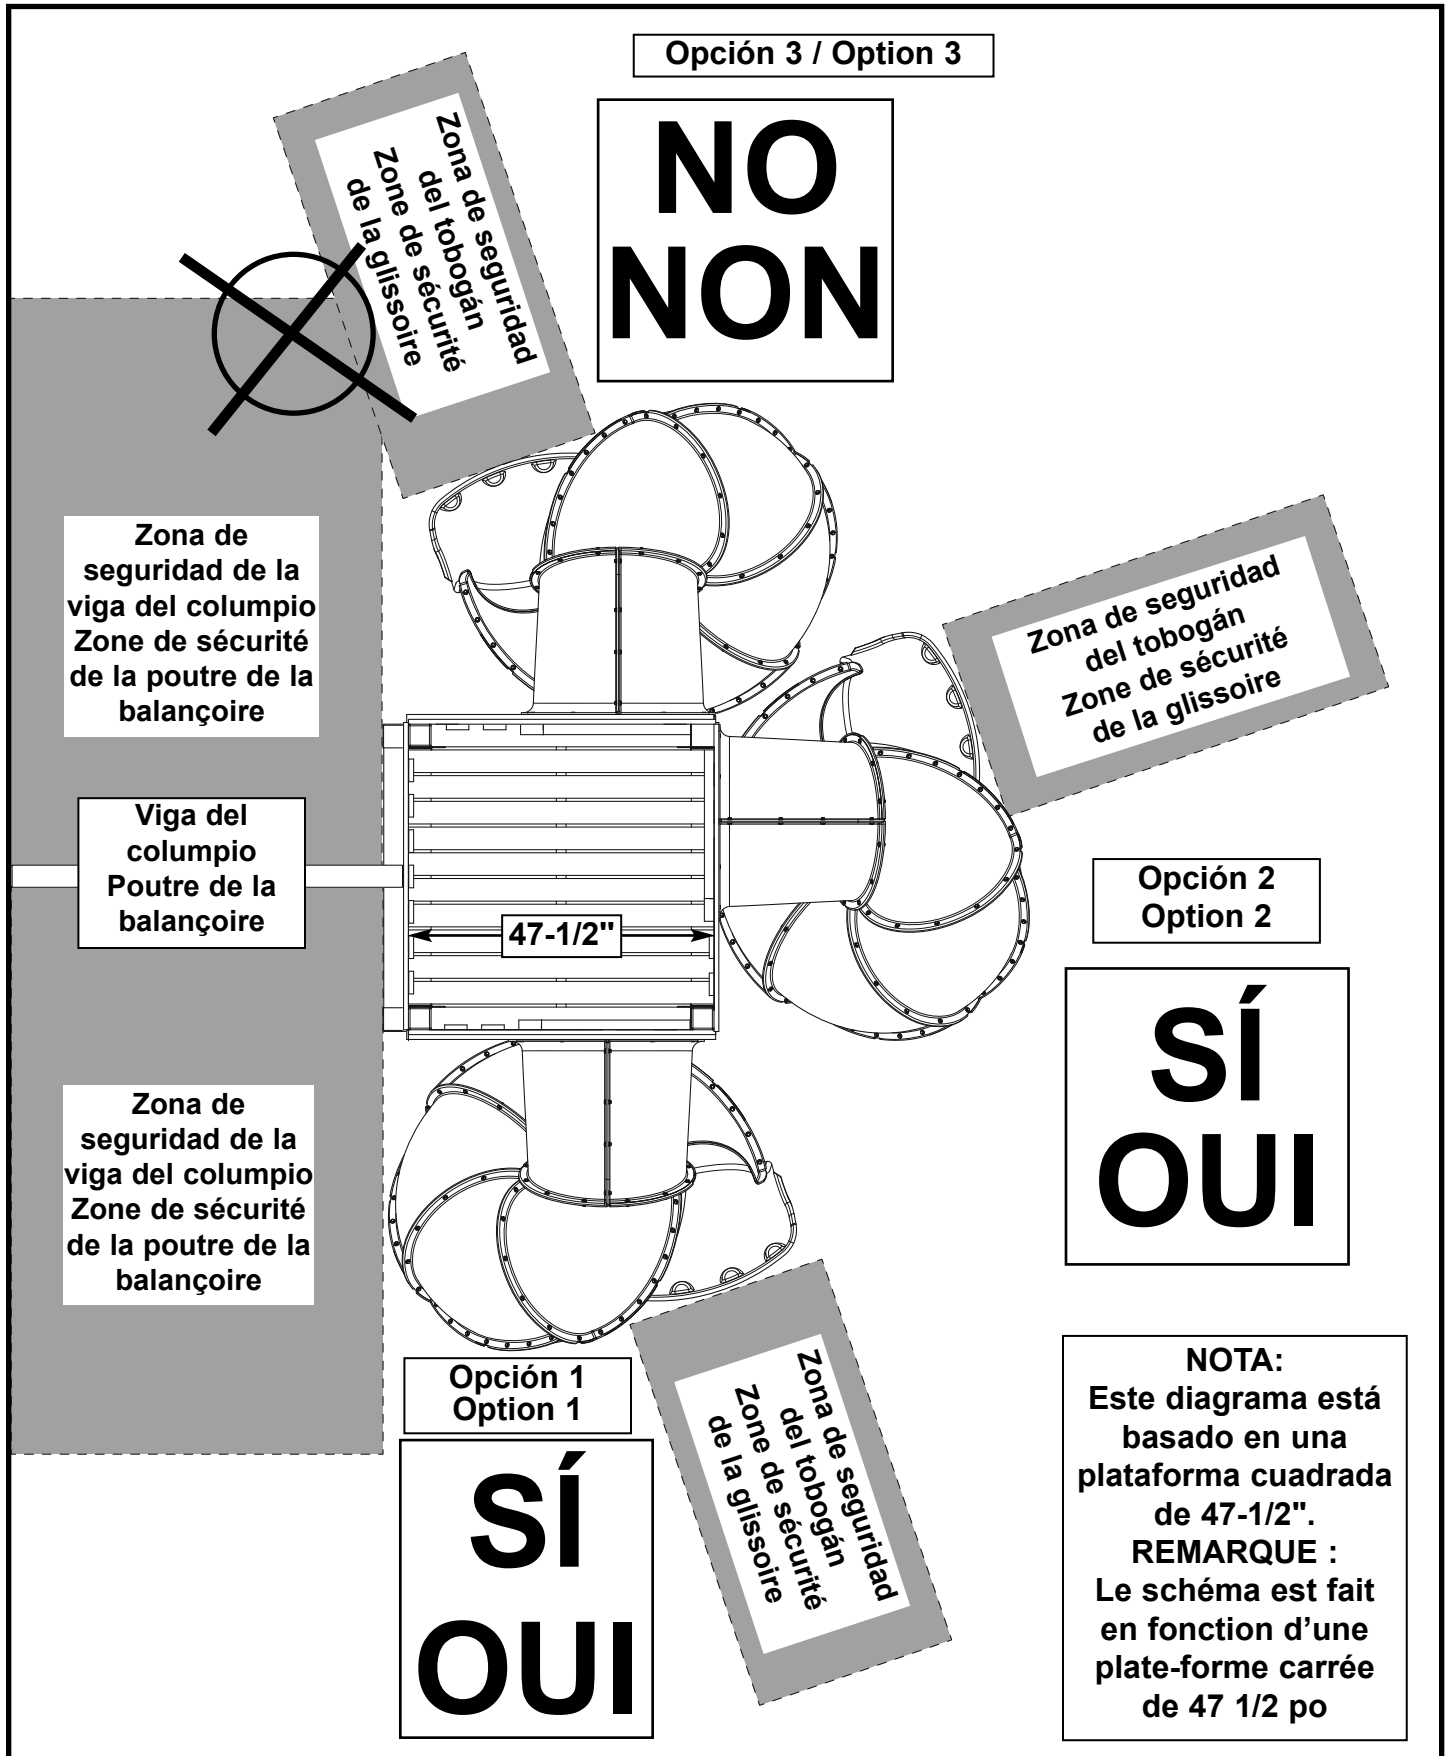 Opción 3 / Option 3
NO
NON
Zona de seguridad
del tobogán
Zone de sécurité
de la glissoire
Zona de
seguridad de la
viga del columpio
Zone de sécurité
de la poutre de la
balançoire
Zona de seguridad
del tobogán
Zone de sécurité
de la glissoire
Viga del
columpio
Poutre de la
balançoire
47-1/2"
Opción 2
Option 2
SÍ
OUI
Zona de
seguridad de la
viga del columpio
Zone de sécurité
de la poutre de la
balançoire
Opción 1
Option 1
SÍ
OUI
Zona de seguridad
del tobogán
Zone de sécurité
de la glissoire
NOTA:
Este diagrama está
basado en una
plataforma cuadrada
de 47-1/2".
REMARQUE :
Le schéma est fait
en fonction d’une
plate-forme carrée
de 47 1/2 po